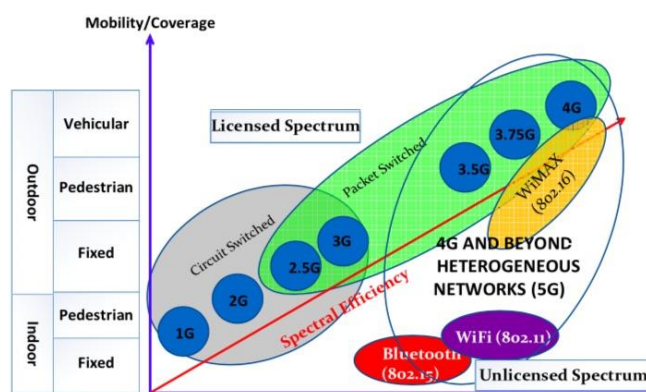 Mobility/Coverage
Outdoor
Indoor
Vehicular
Pedestrian
Fixed
Pedestrian
Fixed
Licensed Spectrum
Circuit Switched
Packet Switched
1G
2G
2.5G
3G
3.5G
3.75G
4G
WiMAX
(802.16)
Spectral Efficiency
4G AND BEYOND
HETEROGENEOUS
NETWORKS (5G)
WiFi (802.11)
Bluetooth
(802.15)
Unlicensed Spectrum